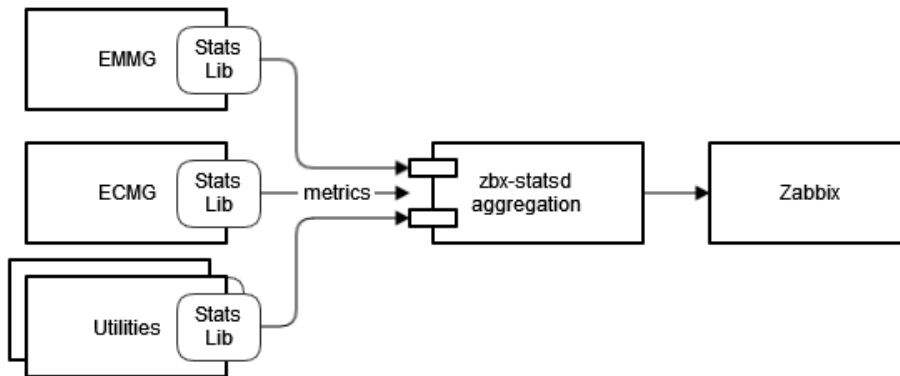 EMMG
Stats
Lib
ECMG
Stats
Lib
metrics
zbx-statsd
aggregation
Zabbix
Utilities
Stats
Lib